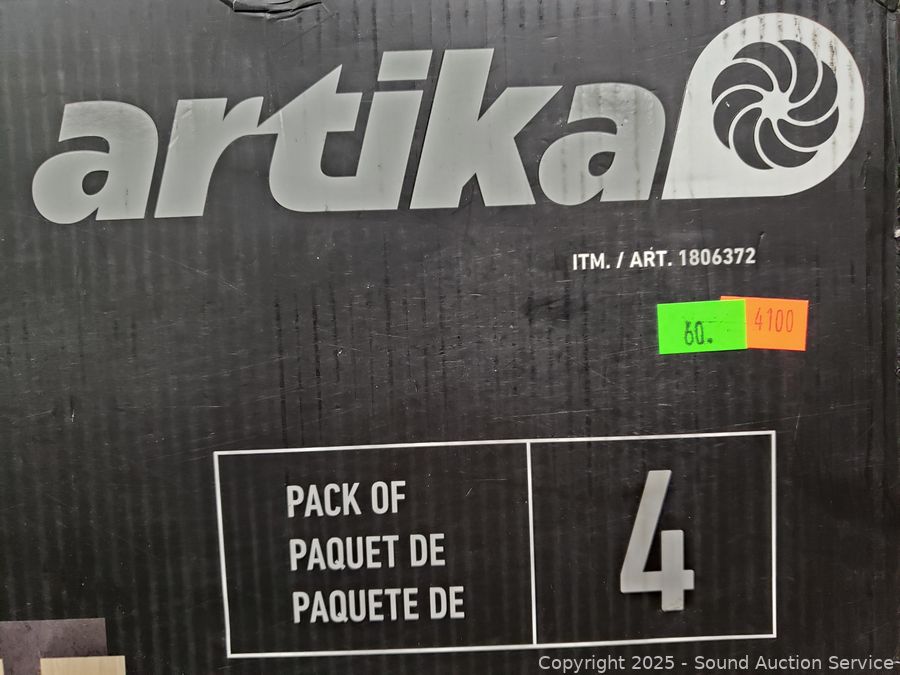 artika
ITM. / ART. 1806372
60. 4100
PACK OF
PAQUET DE
PAQUETE DE
4
Copyright 2025 - Sound Auction Service